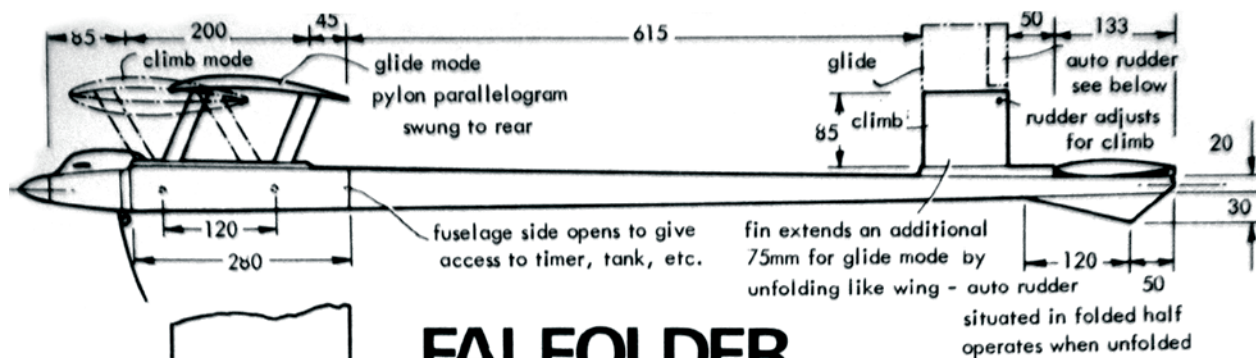 85
200
45
615
50
133
climb mode
glide mode
pylon parallelogram
swung to rear
glide
auto rudder
see below
85
climb
rudder adjusts
for climb
20
30
120
280
fuselage side opens to give
access to timer, tank, etc.
fin extends an additional
75mm for glide mode by
unfolding like wing - auto rudder
situated in folded half
operates when unfolded
120
50